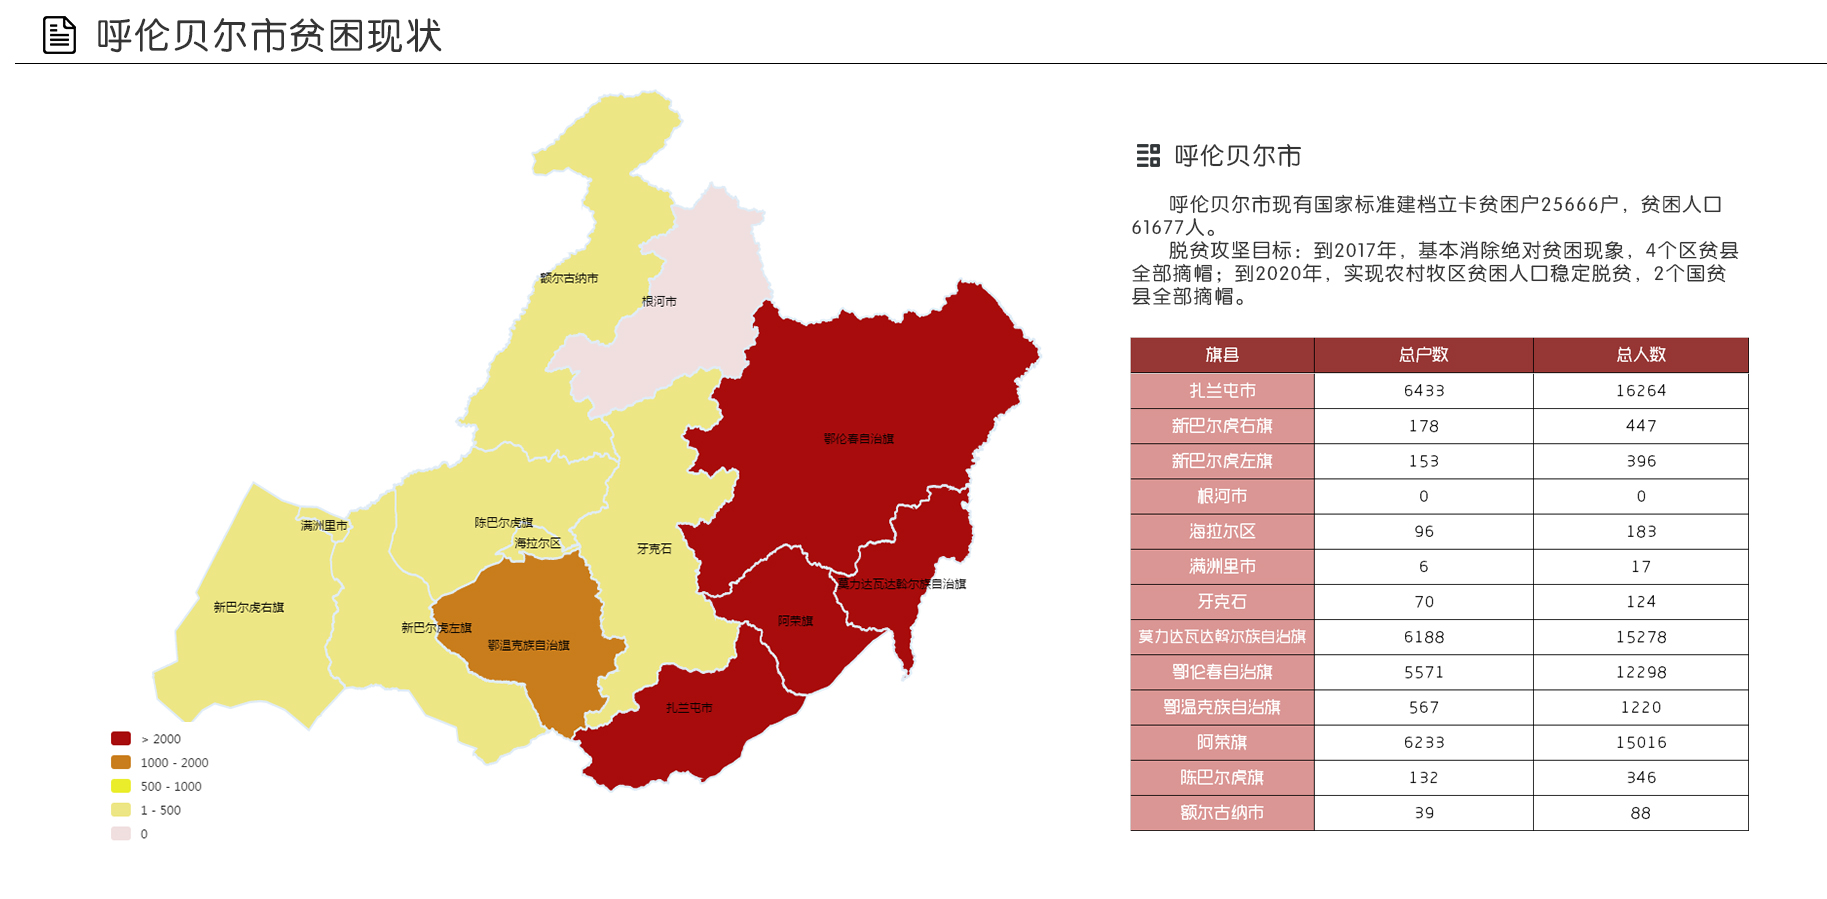 呼伦贝尔市贫困现状
额尔古纳市
根河市
鄂伦春自治旗
满洲里市
陈巴尔虎旗
海拉尔区
牙克石
莫力达瓦达斡尔族自治旗
新巴尔虎右旗
新巴尔虎左旗
阿荣旗
鄂温克族自治旗
扎兰屯市
> 2000
1000 - 2000
500 - 1000
1 - 500
0
呼伦贝尔市
呼伦贝尔市现有国家标准建档立卡贫困户25666户，贫困人口
61677人。
脱贫攻坚目标：到2017年，基本消除绝对贫困现象，4个区贫县
全部摘帽；到2020年，实现农村牧区贫困人口稳定脱贫，2个国贫
县全部摘帽。
旗县 总户数 总人数
扎兰屯市 6433 16264
新巴尔虎右旗 178 447
新巴尔虎左旗 153 396
根河市 0 0
海拉尔区 96 183
满洲里市 6 17
牙克石 70 124
莫力达瓦达斡尔族自治旗 6188 15278
鄂伦春自治旗 5571 12298
鄂温克族自治旗 567 1220
阿荣旗 6233 15016
陈巴尔虎旗 132 346
额尔古纳市 39 88